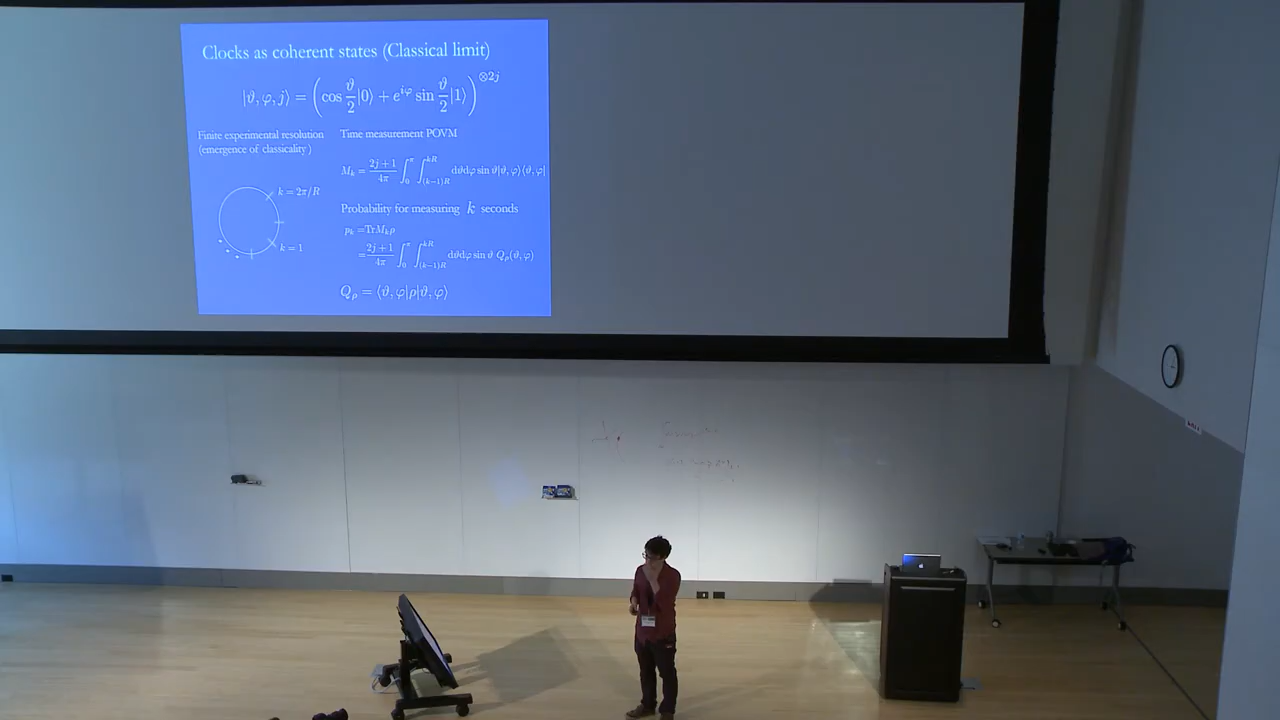 Clocks as coherent states (Classical limit)
|ϑ, φ, j⟩ = (cos ϑ/2 |0⟩ + e^{iφ} sin ϑ/2 |1⟩)^{⊗2j}
Finite experimental resolution
(emergence of classicality)
Time measurement POVM
M_k = 2j+1/4π ∫_0^π ∫_{(k−1)R}^{kR} dϑdφ sin ϑ|ϑ, φ⟩⟨ϑ, φ|
k = 2π/R
k = 1
Probability for measuring k seconds
p_k = TrM_kρ
= 2j+1/4π ∫_0^π ∫_{(k−1)R}^{kR} dϑdφ sin ϑ Q_ρ(ϑ, φ)
Q_ρ = ⟨ϑ, φ|ρ|ϑ, φ⟩